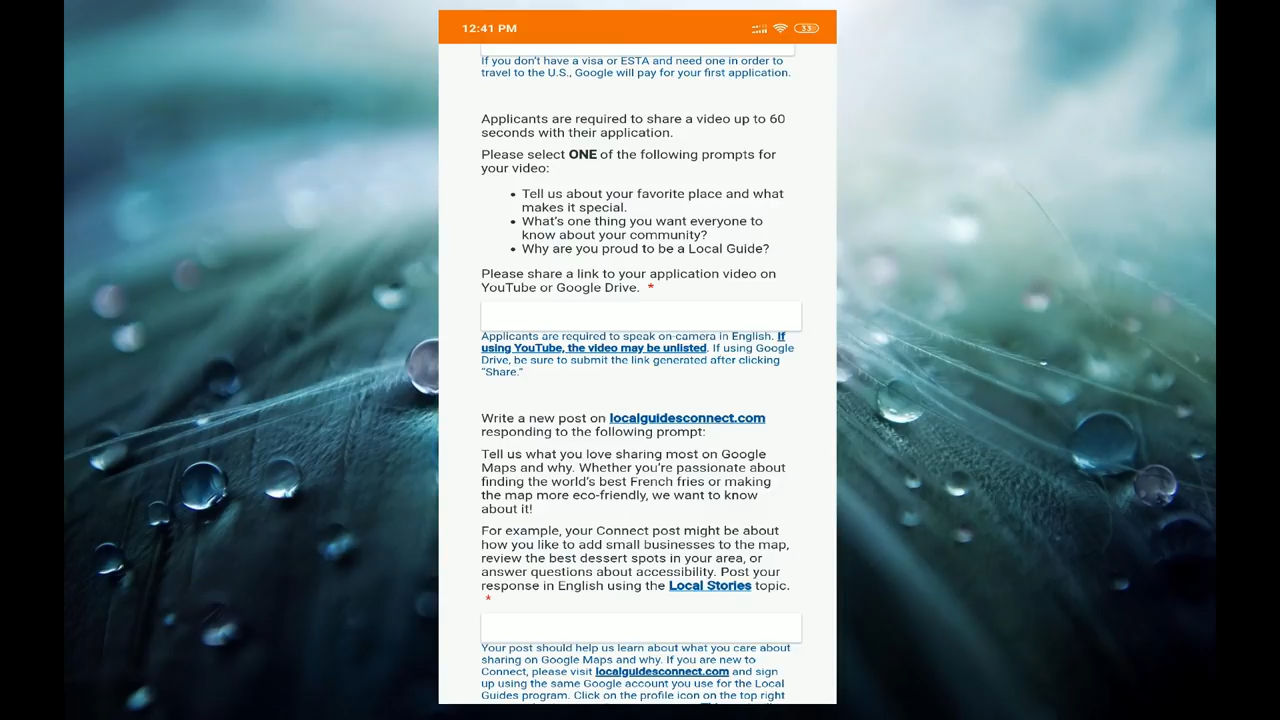 12:41 PM
33
If you don't have a visa or ESTA and need one in order to
travel to the U.S., Google will pay for your first application.
Applicants are required to share a video up to 60
seconds with their application.
Please select ONE of the following prompts for
your video:
• Tell us about your favorite place and what
makes it special.
• What's one thing you want everyone to
know about your community?
• Why are you proud to be a Local Guide?
Please share a link to your application video on
YouTube or Google Drive. *
Applicants are required to speak on-camera in English. If
using YouTube, the video may be unlisted. If using Google
Drive, be sure to submit the link generated after clicking
“Share.”
Write a new post on localguidesconnect.com
responding to the following prompt:
Tell us what you love sharing most on Google
Maps and why. Whether you’re passionate about
finding the world’s best French fries or making
the map more eco-friendly, we want to know
about it!
For example, your Connect post might be about
how you like to add small businesses to the map,
review the best dessert spots in your area, or
answer questions about accessibility. Post your
response in English using the Local Stories topic.
*
Your post should help us learn about what you care about
sharing on Google Maps and why. If you are new to
Connect, please visit localguidesconnect.com and sign
up using the same Google account you use for the Local
Guides program. Click on the profile icon on the top right